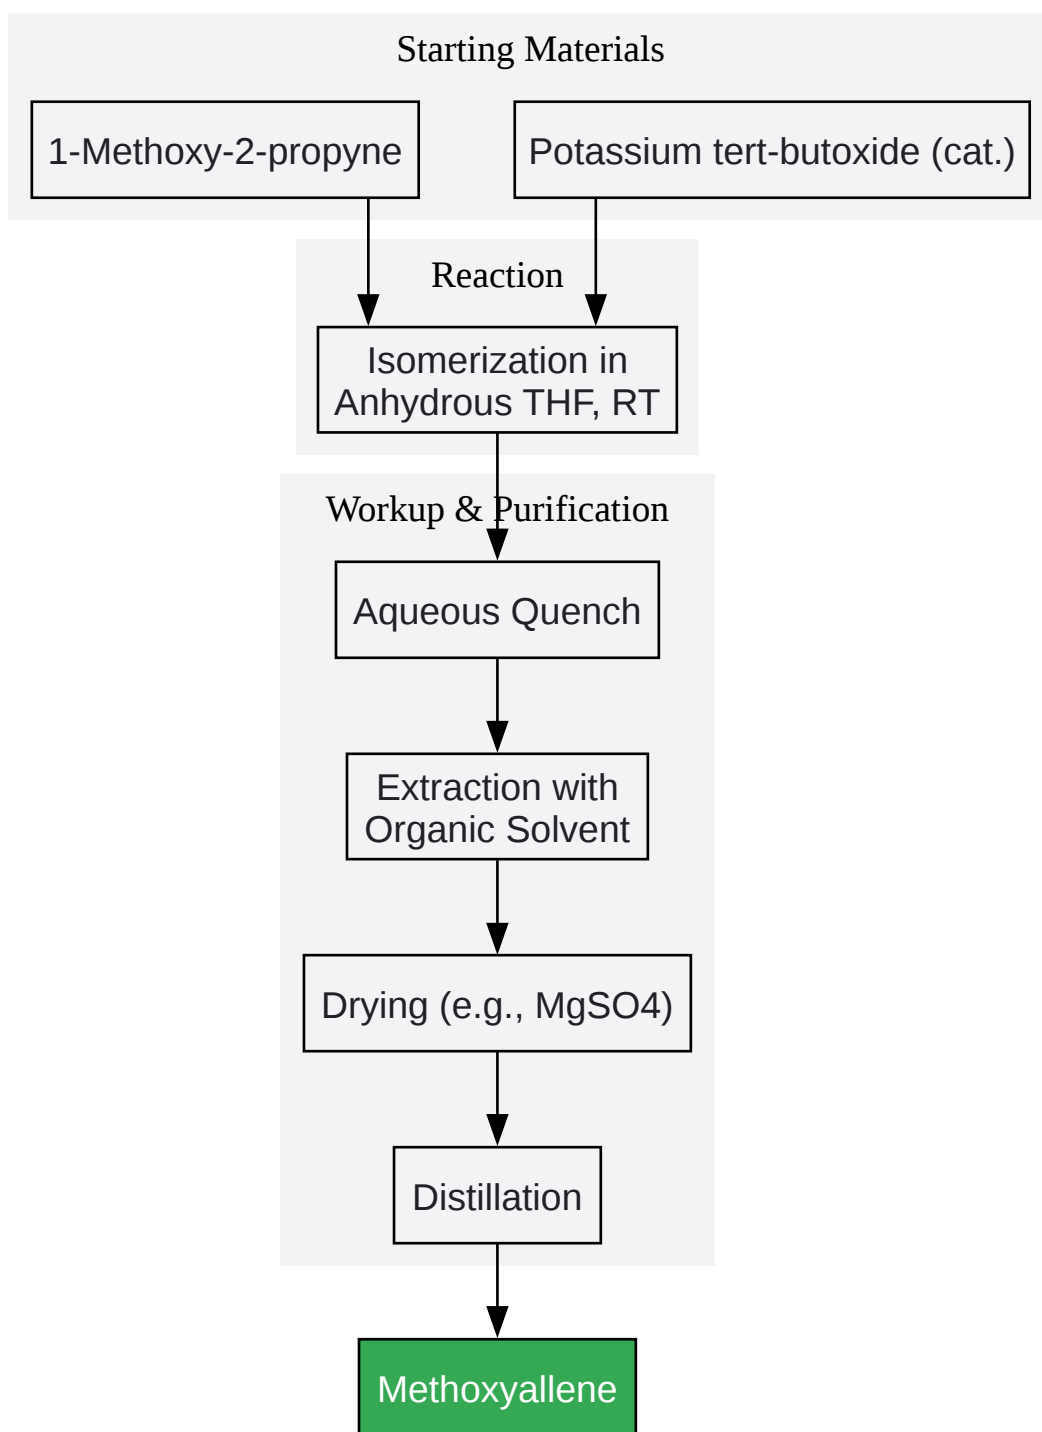 Starting Materials
1-Methoxy-2-propyne
Potassium tert-butoxide (cat.)
Reaction
Isomerization in
Anhydrous THF, RT
Workup & Purification
Aqueous Quench
Extraction with
Organic Solvent
Drying (e.g., MgSO4)
Distillation
Methoxyallene